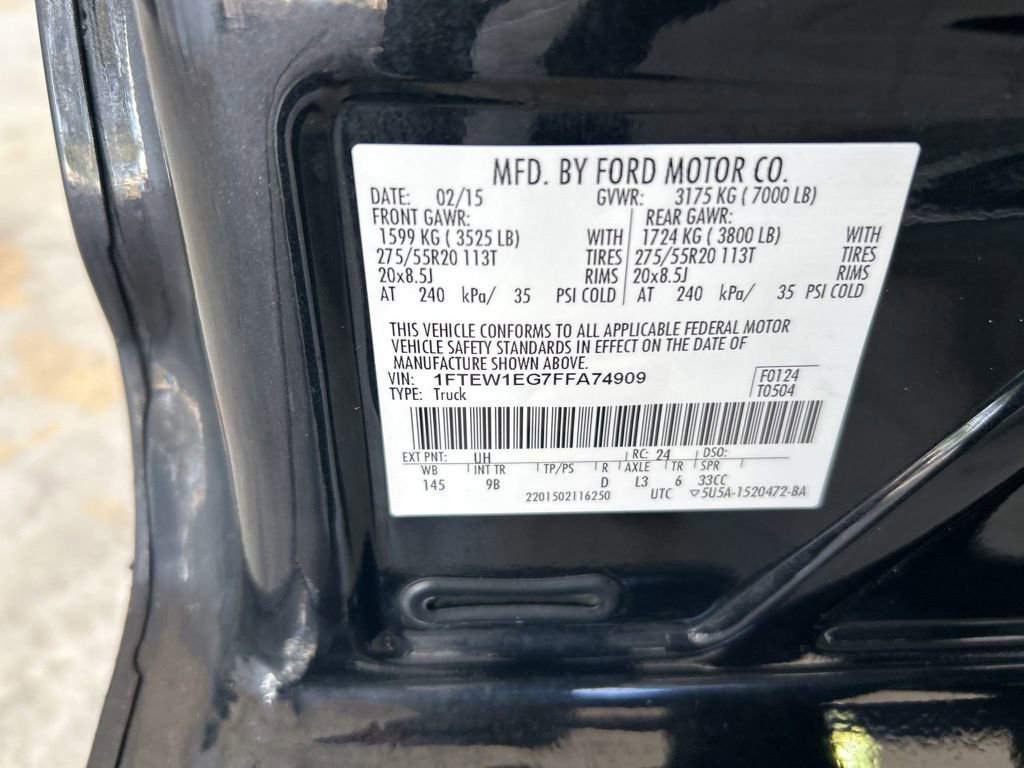 MFD. BY FORD MOTOR CO.
DATE: 02/15 GVWR: 3175 KG ( 7000 LB)
FRONT GAWR: REAR GAWR:
1599 KG ( 3525 LB) WITH 1724 KG ( 3800 LB) WITH
275/55R20 113T TIRES 275/55R20 113T TIRES
20x8.5J RIMS 20x8.5J RIMS
AT 240 kPa/ 35 PSI COLD AT 240 kPa/ 35 PSI COLD
THIS VEHICLE CONFORMS TO ALL APPLICABLE FEDERAL MOTOR
VEHICLE SAFETY STANDARDS IN EFFECT ON THE DATE OF
MANUFACTURE SHOWN ABOVE.
VIN: 1FTEW1EG7FFA74909 F0124
TYPE: Truck T0504
EXT PNT: UH RC: 24 DSO:
WB INT TR TP/PS R AXLE TR SPR
145 9B D L3 6 33CC
2201502116250 UTC ▽5U5A-1520472-BA